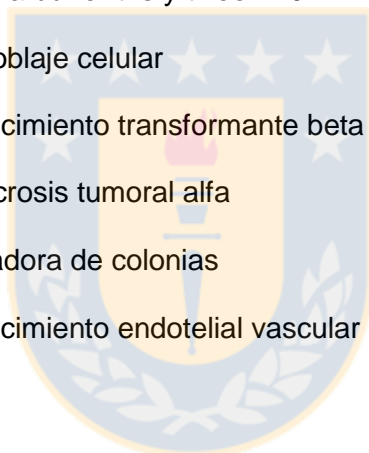 oblaje celular
cimiento transformante beta
crosis tumoral alfa
adora de colonias
cimiento endotelial vascular